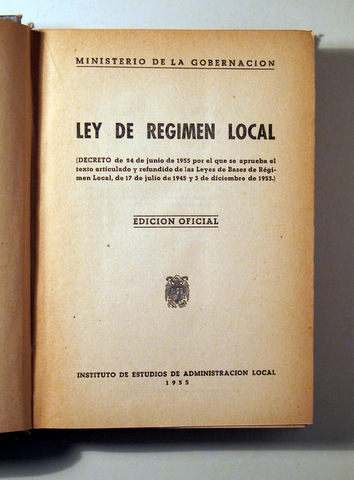 MINISTERIO DE LA GOBERNACION
LEY DE REGIMEN LOCAL
(DECRETO de 24 de junio de 1955 por el que se aprueba el
texto articulado y refundido de las Leyes de Bases de Régi-
men Local, de 17 de julio de 1945 y 3 de diciembre de 1953.)
EDICION OFICIAL
INSTITUTO DE ESTUDIOS DE ADMINISTRACION LOCAL
1955